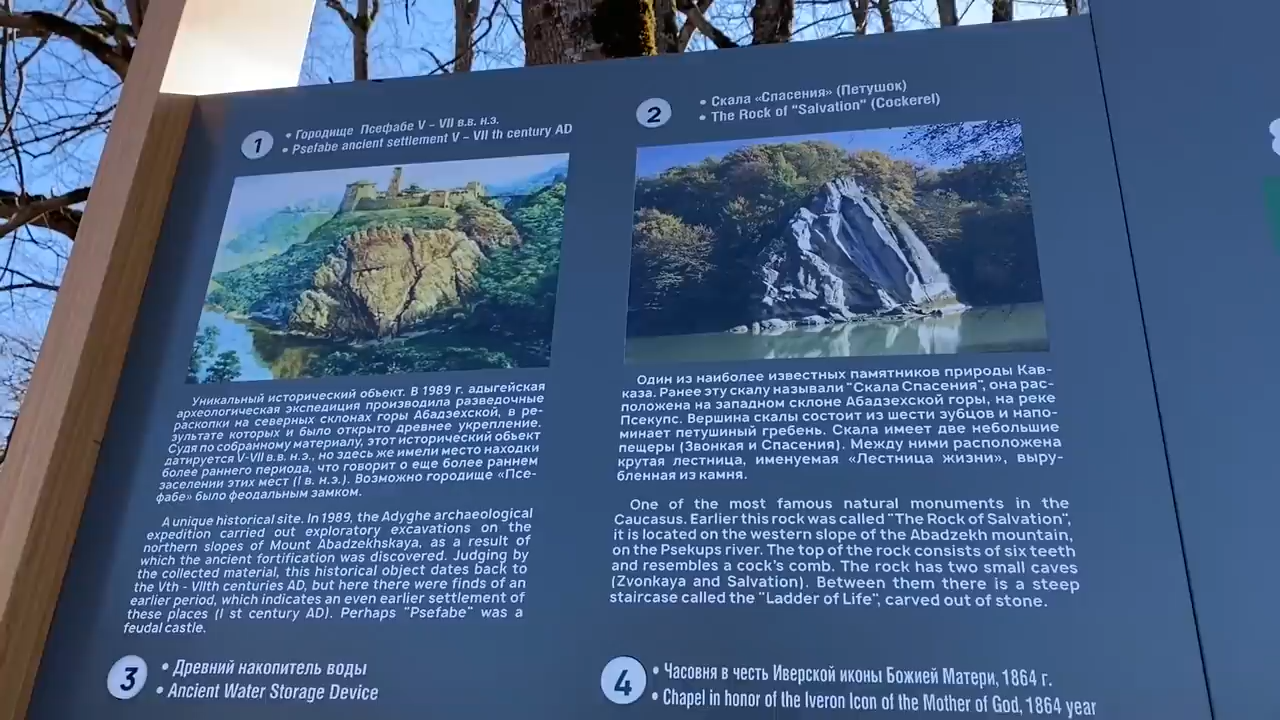 1
• Городище Псефабе V – VII в.в. н.э.
• Psefabe ancient settlement V – VII th century AD
Уникальный исторический объект. В 1989 г. адыгейская
археологическая экспедиция производила разведочные
раскопки на северных склонах горы Абадзехской, в ре-
зультате которых и было открыто древнее укрепление.
Судя по собранному материалу, этот исторический объект
датируется V-VII в.в. н.э., но здесь же имели место находки
более раннего периода, что говорит о еще более раннем
заселении этих мест (I в. н.э.). Возможно городище «Псе-
фабе» было феодальным замком.
A unique historical site. In 1989, the Adyghe archaeological
expedition carried out exploratory excavations on the
northern slopes of Mount Abadzekhskaya, as a result of
which the ancient fortification was discovered. Judging by
the collected material, this historical object dates back to
the Vth - VIIth centuries AD, but here there were finds of an
earlier period, which indicates an even earlier settlement of
these places (I st century AD). Perhaps "Psefabe" was a
feudal castle.
2
• Скала «Спасения» (Петушок)
• The Rock of "Salvation" (Cockerel)
Один из наиболее известных памятников природы Кав-
каза. Ранее эту скалу называли "Скала Спасения", она рас-
положена на западном склоне Абадзехской горы, на реке
Псекупс. Вершина скалы состоит из шести зубцов и напо-
минает петушиный гребень. Скала имеет две небольшие
пещеры (Звонкая и Спасения). Между ними расположена
крутая лестница, именуемая «Лестница жизни», выру-
бленная из камня.
One of the most famous natural monuments in the
Caucasus. Earlier this rock was called "The Rock of Salvation",
it is located on the western slope of the Abadzekh mountain,
on the Psekups river. The top of the rock consists of six teeth
and resembles a cock's comb. The rock has two small caves
(Zvonkaya and Salvation). Between them there is a steep
staircase called the "Ladder of Life", carved out of stone.
3
• Древний накопитель воды
• Ancient Water Storage Device
4
• Часовня в честь Иверской иконы Божией Матери, 1864 г.
• Chapel in honor of the Iveron Icon of the Mother of God, 1864 year